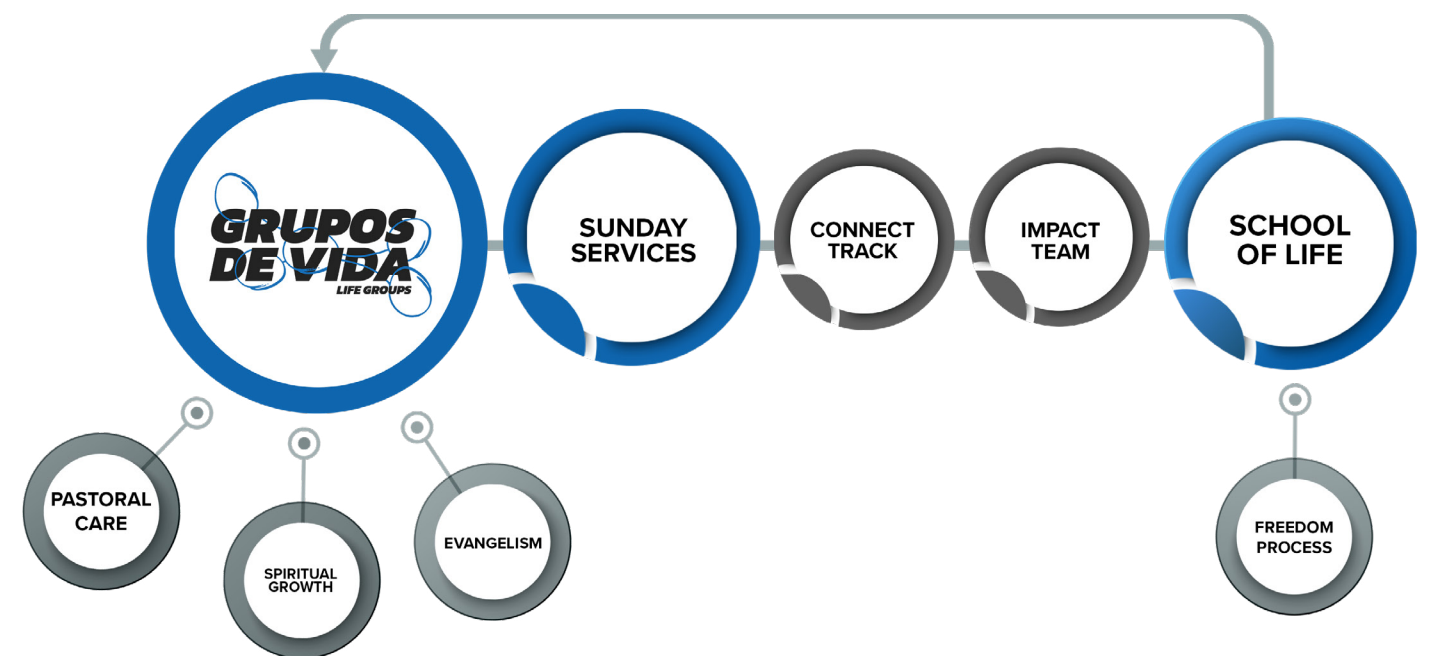 GRUPOS
DE VIDA
LIFE GROUPS
SUNDAY
SERVICES
CONNECT
TRACK
IMPACT
TEAM
SCHOOL
OF LIFE
PASTORAL
CARE
SPIRITUAL
GROWTH
EVANGELISM
FREEDOM
PROCESS